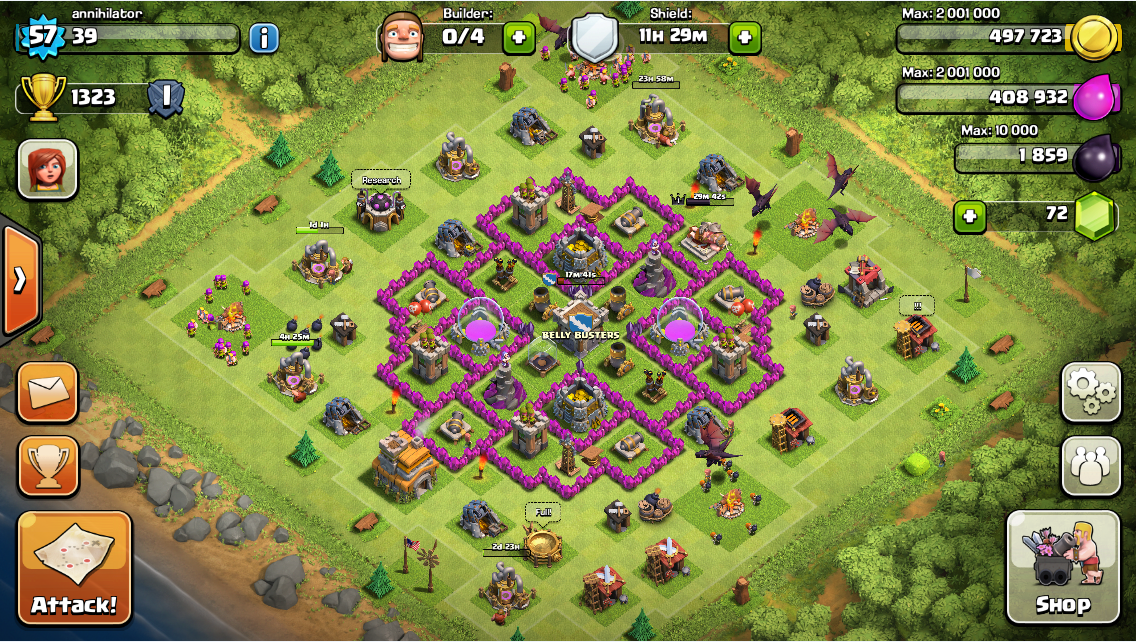 annihilator
57 39
1323
Builder:
0/4
Shield:
11H 29M
Max: 2 001 000
497 723
Max: 2 001 000
408 932
Max: 10 000
1 859
72
23H 58M
Research
29M 42s
1d 1H
17M 41s
BELLY BUSTERS
!!!
4H 25M
Full!
2d 23H
Attack!
Shop